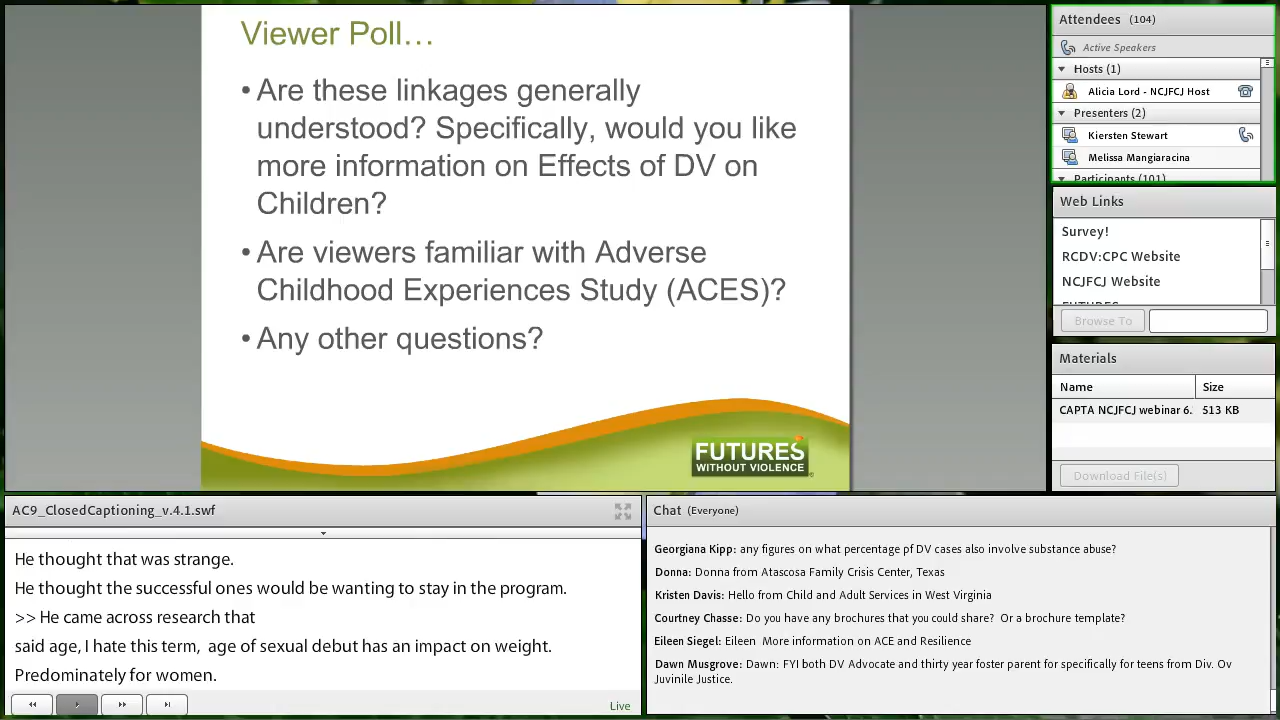 Viewer Poll…
• Are these linkages generally
understood? Specifically, would you like
more information on Effects of DV on
Children?
• Are viewers familiar with Adverse
Childhood Experiences Study (ACES)?
• Any other questions?
FUTURES
WITHOUT VIOLENCE
Attendees (104)
Active Speakers
Hosts (1)
Alicia Lord - NCJFCJ Host
Presenters (2)
Kiersten Stewart
Melissa Mangiaracina
Participants (101)
Web Links
Survey!
RCDV:CPC Website
NCJFCJ Website
FUTURES
Browse To
Materials
Name Size
CAPTA NCJFCJ webinar 6. 513 KB
Download File(s)
AC9_ClosedCaptioning_v.4.1.swf
He thought that was strange.
He thought the successful ones would be wanting to stay in the program.
>> He came across research that
said age, I hate this term, age of sexual debut has an impact on weight.
Predominately for women.
Live
Chat (Everyone)
Georgiana Kipp: any figures on what percentage pf DV cases also involve substance abuse?
Donna: Donna from Atascosa Family Crisis Center, Texas
Kristen Davis: Hello from Child and Adult Services in West Virginia
Courtney Chasse: Do you have any brochures that you could share? Or a brochure template?
Eileen Siegel: Eileen More information on ACE and Resilience
Dawn Musgrove: Dawn: FYI both DV Advocate and thirty year foster parent for specifically for teens from Div. Ov
Juvinile Justice.